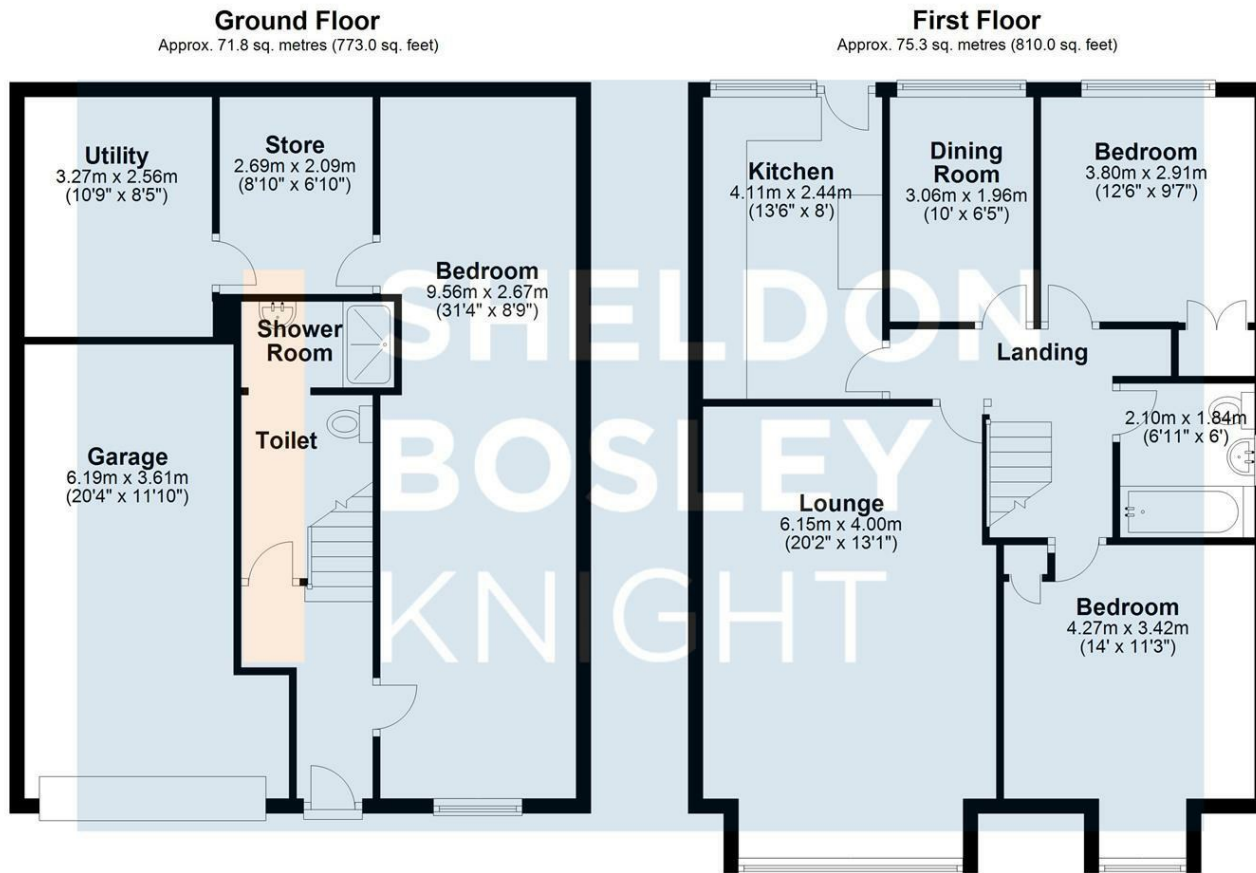 Ground Floor
Approx. 71.8 sq. metres (773.0 sq. feet)
Utility
3.27m x 2.56m
(10'9" x 8'5")
Store
2.69m x 2.09m
(8'10" x 6'10")
Bedroom
9.56m x 2.67m
(31'4" x 8'9")
Shower
Room
Toilet
Garage
6.19m x 3.61m
(20'4" x 11'10")
First Floor
Approx. 75.3 sq. metres (810.0 sq. feet)
Kitchen
4.11m x 2.44m
(13'6" x 8')
Dining
Room
3.06m x 1.96m
(10' x 6'5")
Bedroom
3.80m x 2.91m
(12'6" x 9'7")
Landing
2.10m x 1.84m
(6'11" x 6')
Lounge
6.15m x 4.00m
(20'2" x 13'1")
Bedroom
4.27m x 3.42m
(14' x 11'3")
SHELDON
BOSLEY
KNIGHT